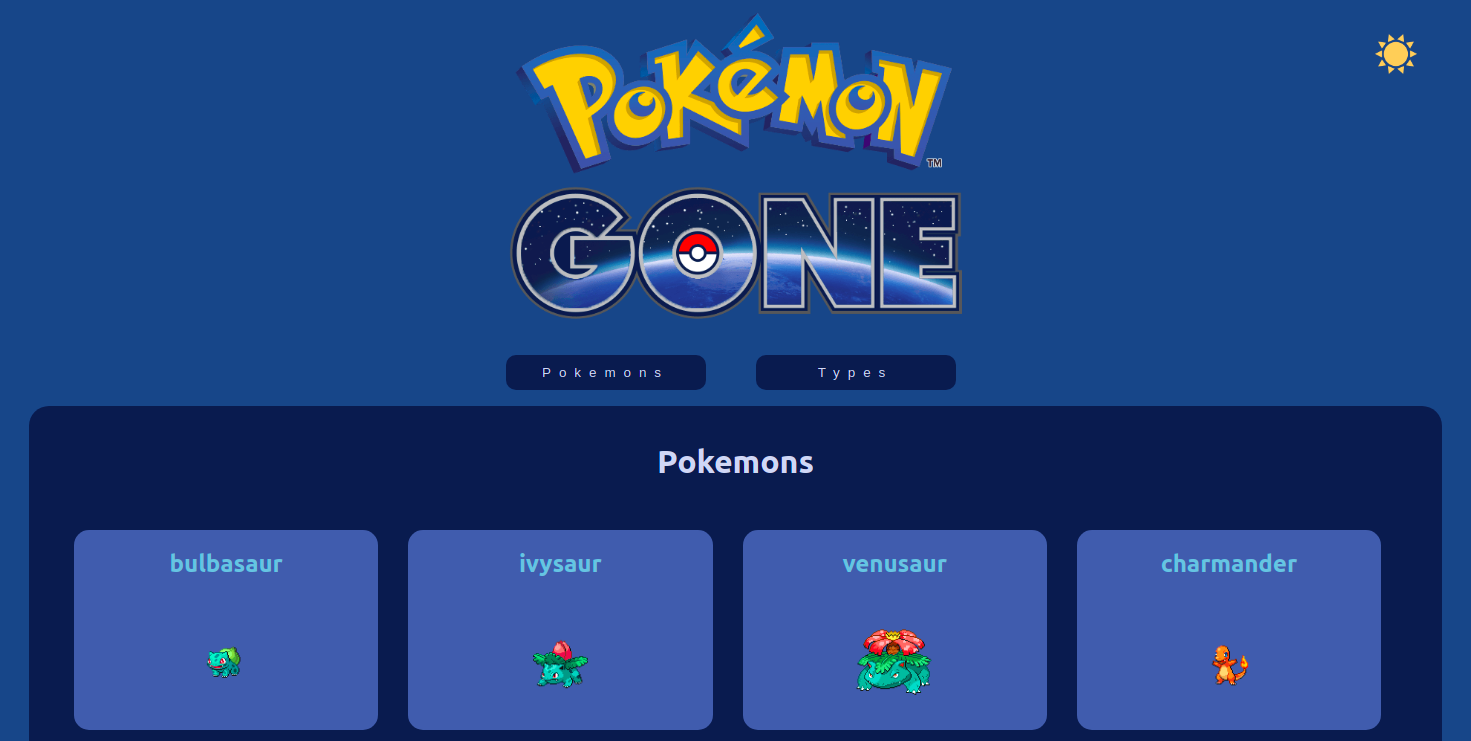 POKéMON
TM
GONE
Pokemons Types
Pokemons
bulbasaur ivysaur venusaur charmander